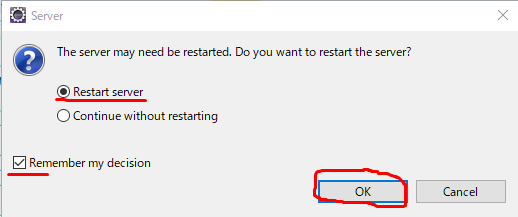 Server
The server may need be restarted. Do you want to restart the server?
Restart server
Continue without restarting
Remember my decision
OK
Cancel